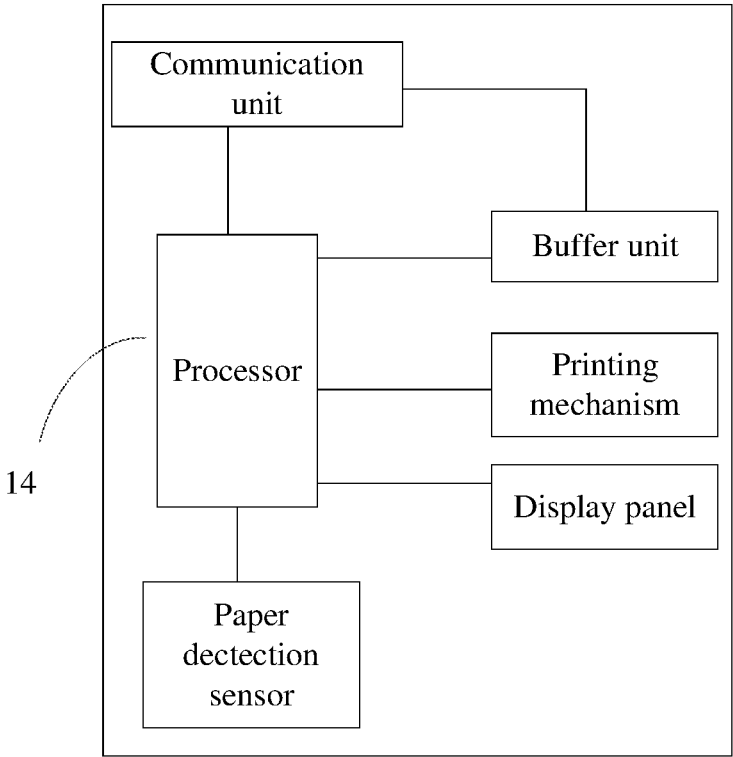 Communication
unit
Buffer unit
Processor
Printing
mechanism
14
Display panel
Paper
dectection
sensor